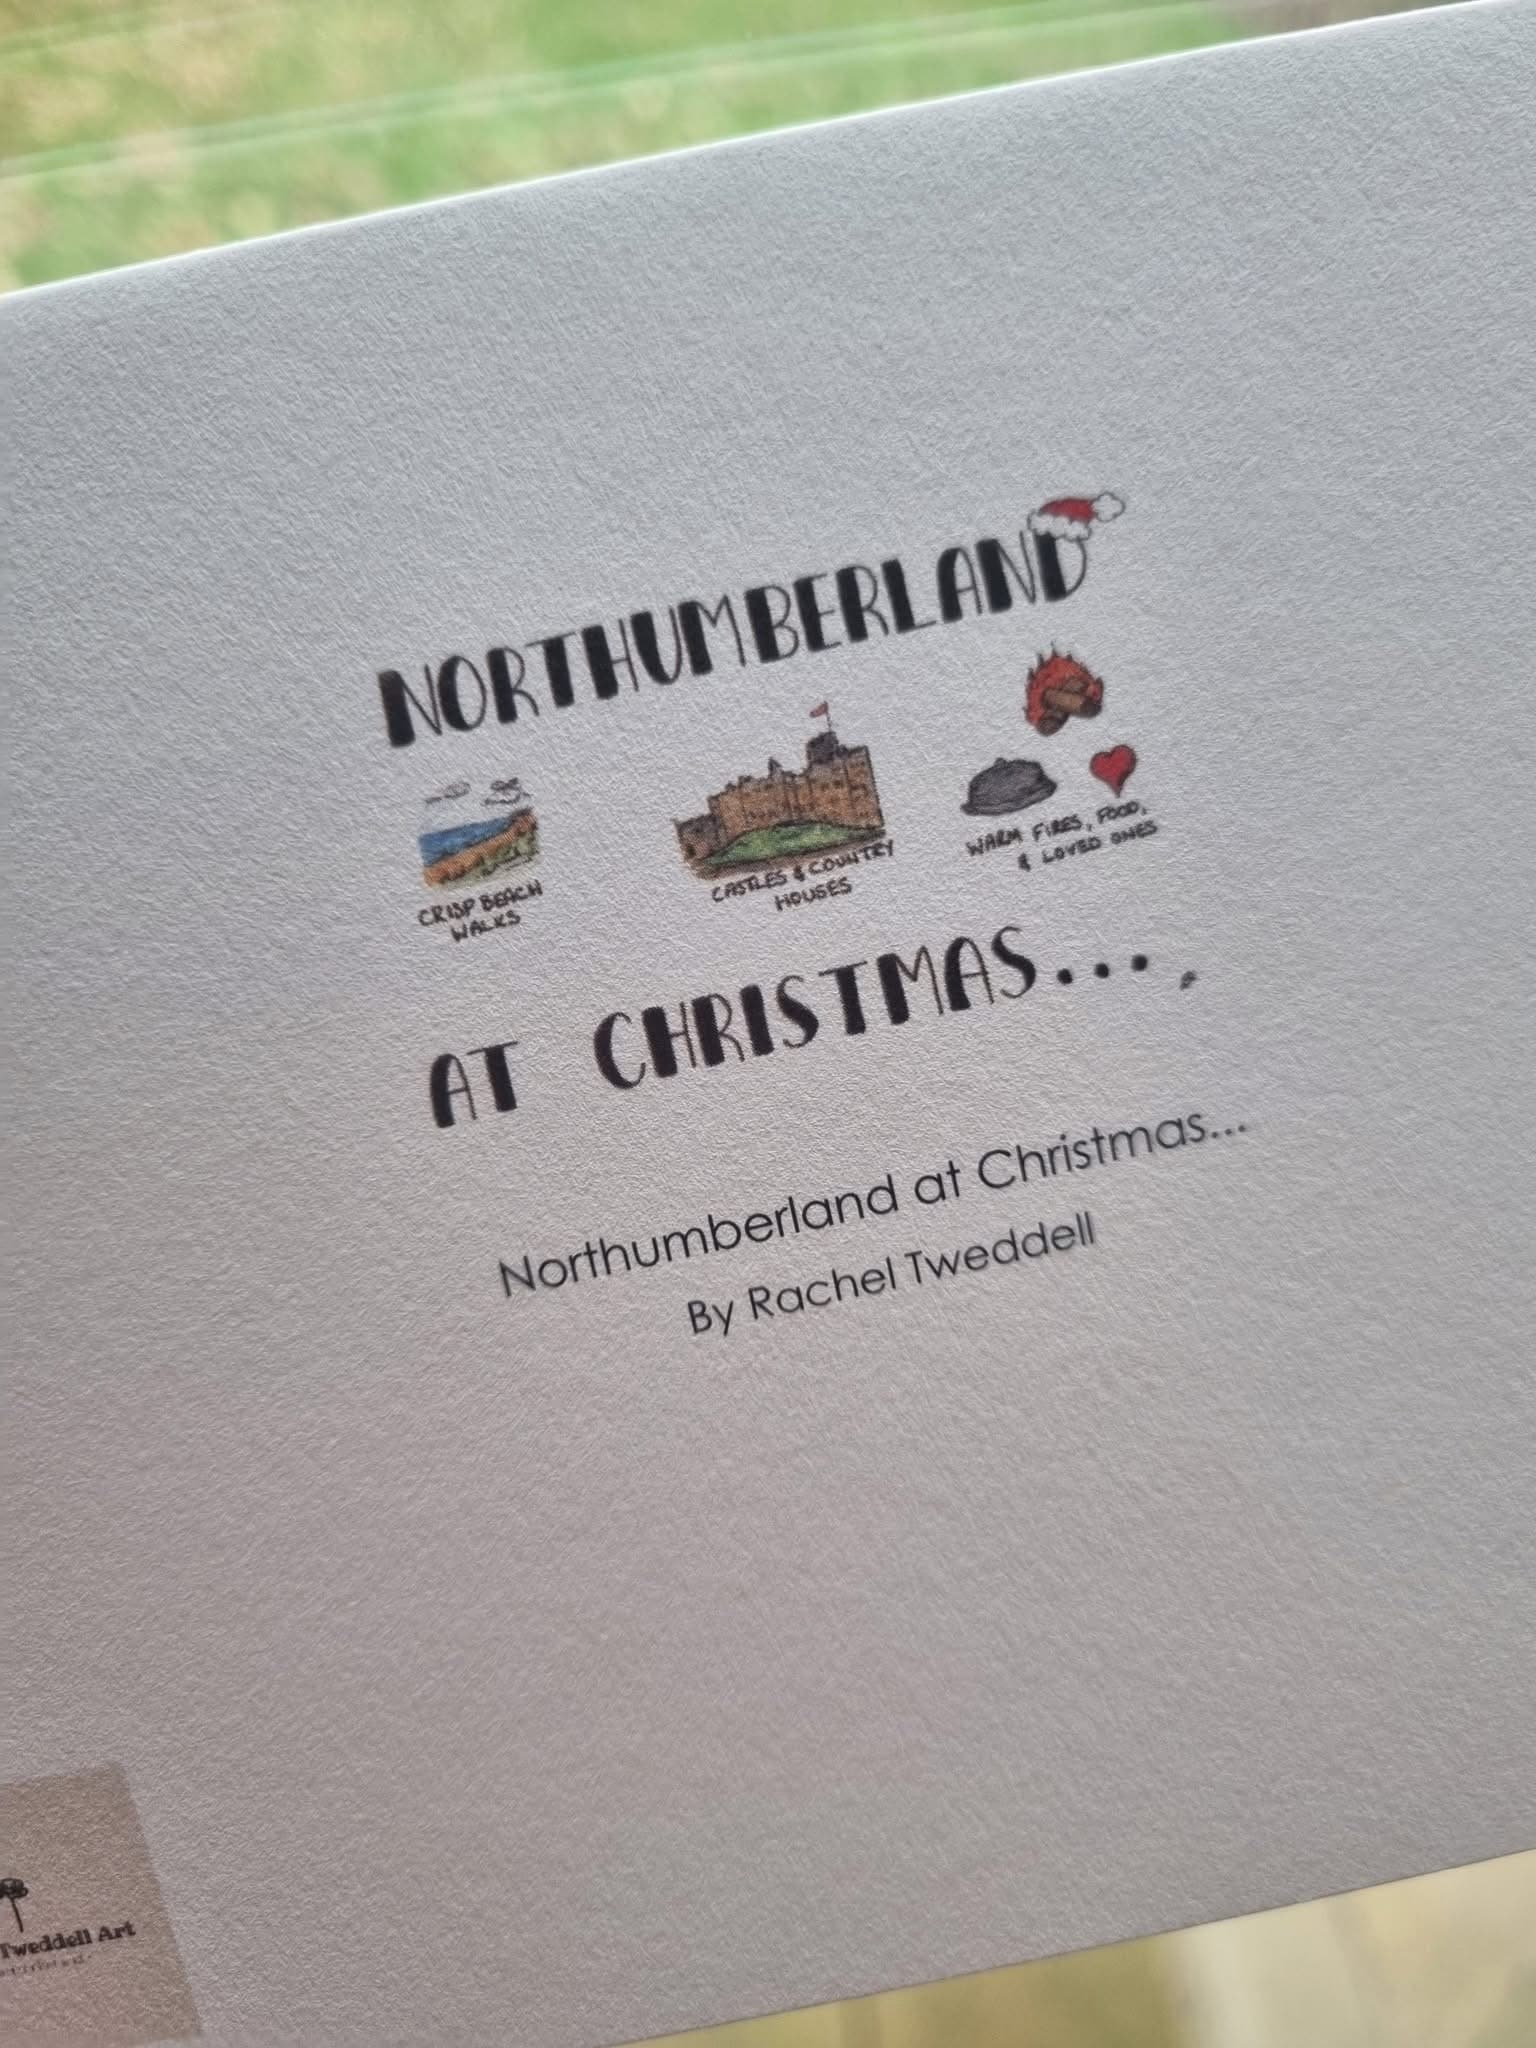 NORTHUMBERLAND
CRISP BEACH
WALKS
CASTLES & COUNTRY
HOUSES
WARM FIRES, FOOD,
& LOVED ONES
AT CHRISTMAS...
Northumberland at Christmas...
By Rachel Tweddell
Tweddell Art